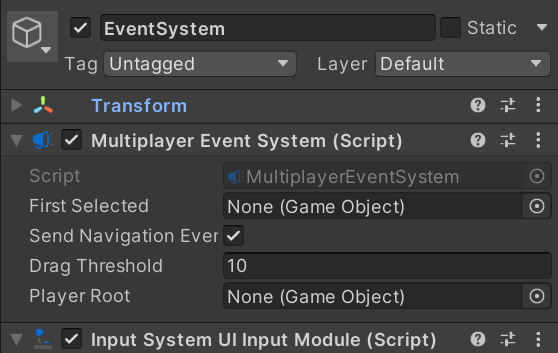 EventSystem Static
Tag Untagged Layer Default
Transform
Multiplayer Event System (Script)
Script MultiplayerEventSystem
First Selected None (Game Object)
Send Navigation Ever
Drag Threshold 10
Player Root None (Game Object)
Input System UI Input Module (Script)